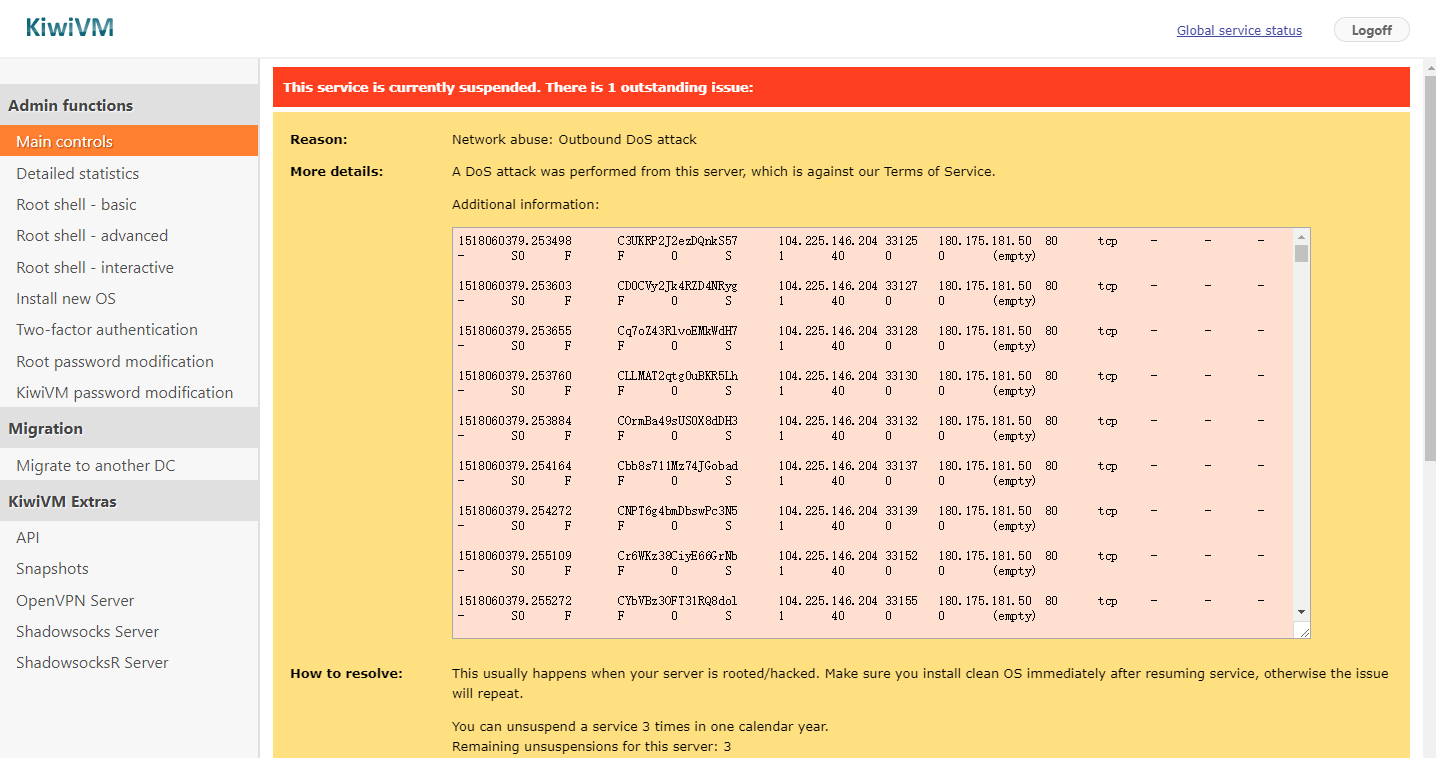 KiwiVM
Global service status
Logoff
Admin functions
Main controls
Detailed statistics
Root shell - basic
Root shell - advanced
Root shell - interactive
Install new OS
Two-factor authentication
Root password modification
KiwiVM password modification
Migration
Migrate to another DC
KiwiVM Extras
API
Snapshots
OpenVPN Server
Shadowsocks Server
ShadowsocksR Server
This service is currently suspended. There is 1 outstanding issue:
Reason: Network abuse: Outbound DoS attack
More details: A DoS attack was performed from this server, which is against our Terms of Service.
Additional information:
1518060379.253498 C3UKRP2J2ezDQnkS57 104.225.146.204 33125 180.175.181.50 80 tcp - - -
- S0 F F 0 S 1 40 0 0 (empty)
1518060379.253603 CD0CVy2Jk4RZD4NRyg 104.225.146.204 33127 180.175.181.50 80 tcp - - -
- S0 F F 0 S 1 40 0 0 (empty)
1518060379.253655 Cq7oZ43RlvoEMkWdH7 104.225.146.204 33128 180.175.181.50 80 tcp - - -
- S0 F F 0 S 1 40 0 0 (empty)
1518060379.253760 CLLMAT2qtg0uBKR5Lh 104.225.146.204 33130 180.175.181.50 80 tcp - - -
- S0 F F 0 S 1 40 0 0 (empty)
1518060379.253884 COrmBa49sUS0X8dDH3 104.225.146.204 33132 180.175.181.50 80 tcp - - -
- S0 F F 0 S 1 40 0 0 (empty)
1518060379.254164 Cbb8s711Mz74JGobad 104.225.146.204 33137 180.175.181.50 80 tcp - - -
- S0 F F 0 S 1 40 0 0 (empty)
1518060379.254272 CNPT6g4bmDbswPc3N5 104.225.146.204 33139 180.175.181.50 80 tcp - - -
- S0 F F 0 S 1 40 0 0 (empty)
1518060379.255109 Cr6WKz38CiyE66GrNb 104.225.146.204 33152 180.175.181.50 80 tcp - - -
- S0 F F 0 S 1 40 0 0 (empty)
1518060379.255272 CYbVBz3OFT31RQ8dol 104.225.146.204 33155 180.175.181.50 80 tcp - - -
- S0 F F 0 S 1 40 0 0 (empty)
How to resolve: This usually happens when your server is rooted/hacked. Make sure you install clean OS immediately after resuming service, otherwise the issue
will repeat.
You can unsuspend a service 3 times in one calendar year.
Remaining unsuspensions for this server: 3